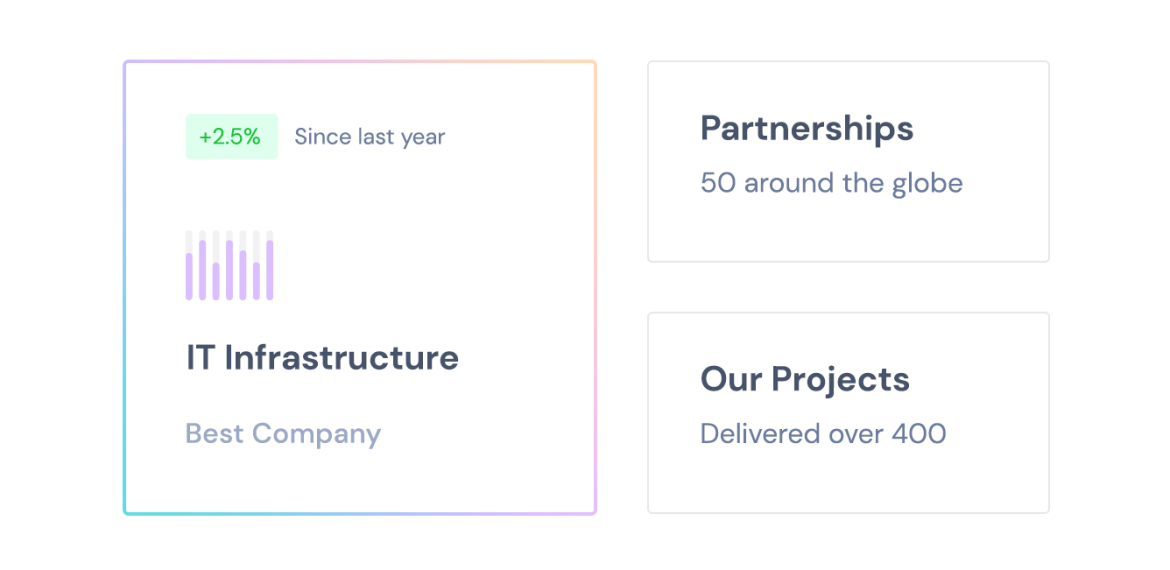 +2.5% Since last year
IT Infrastructure
Best Company
Partnerships
50 around the globe
Our Projects
Delivered over 400